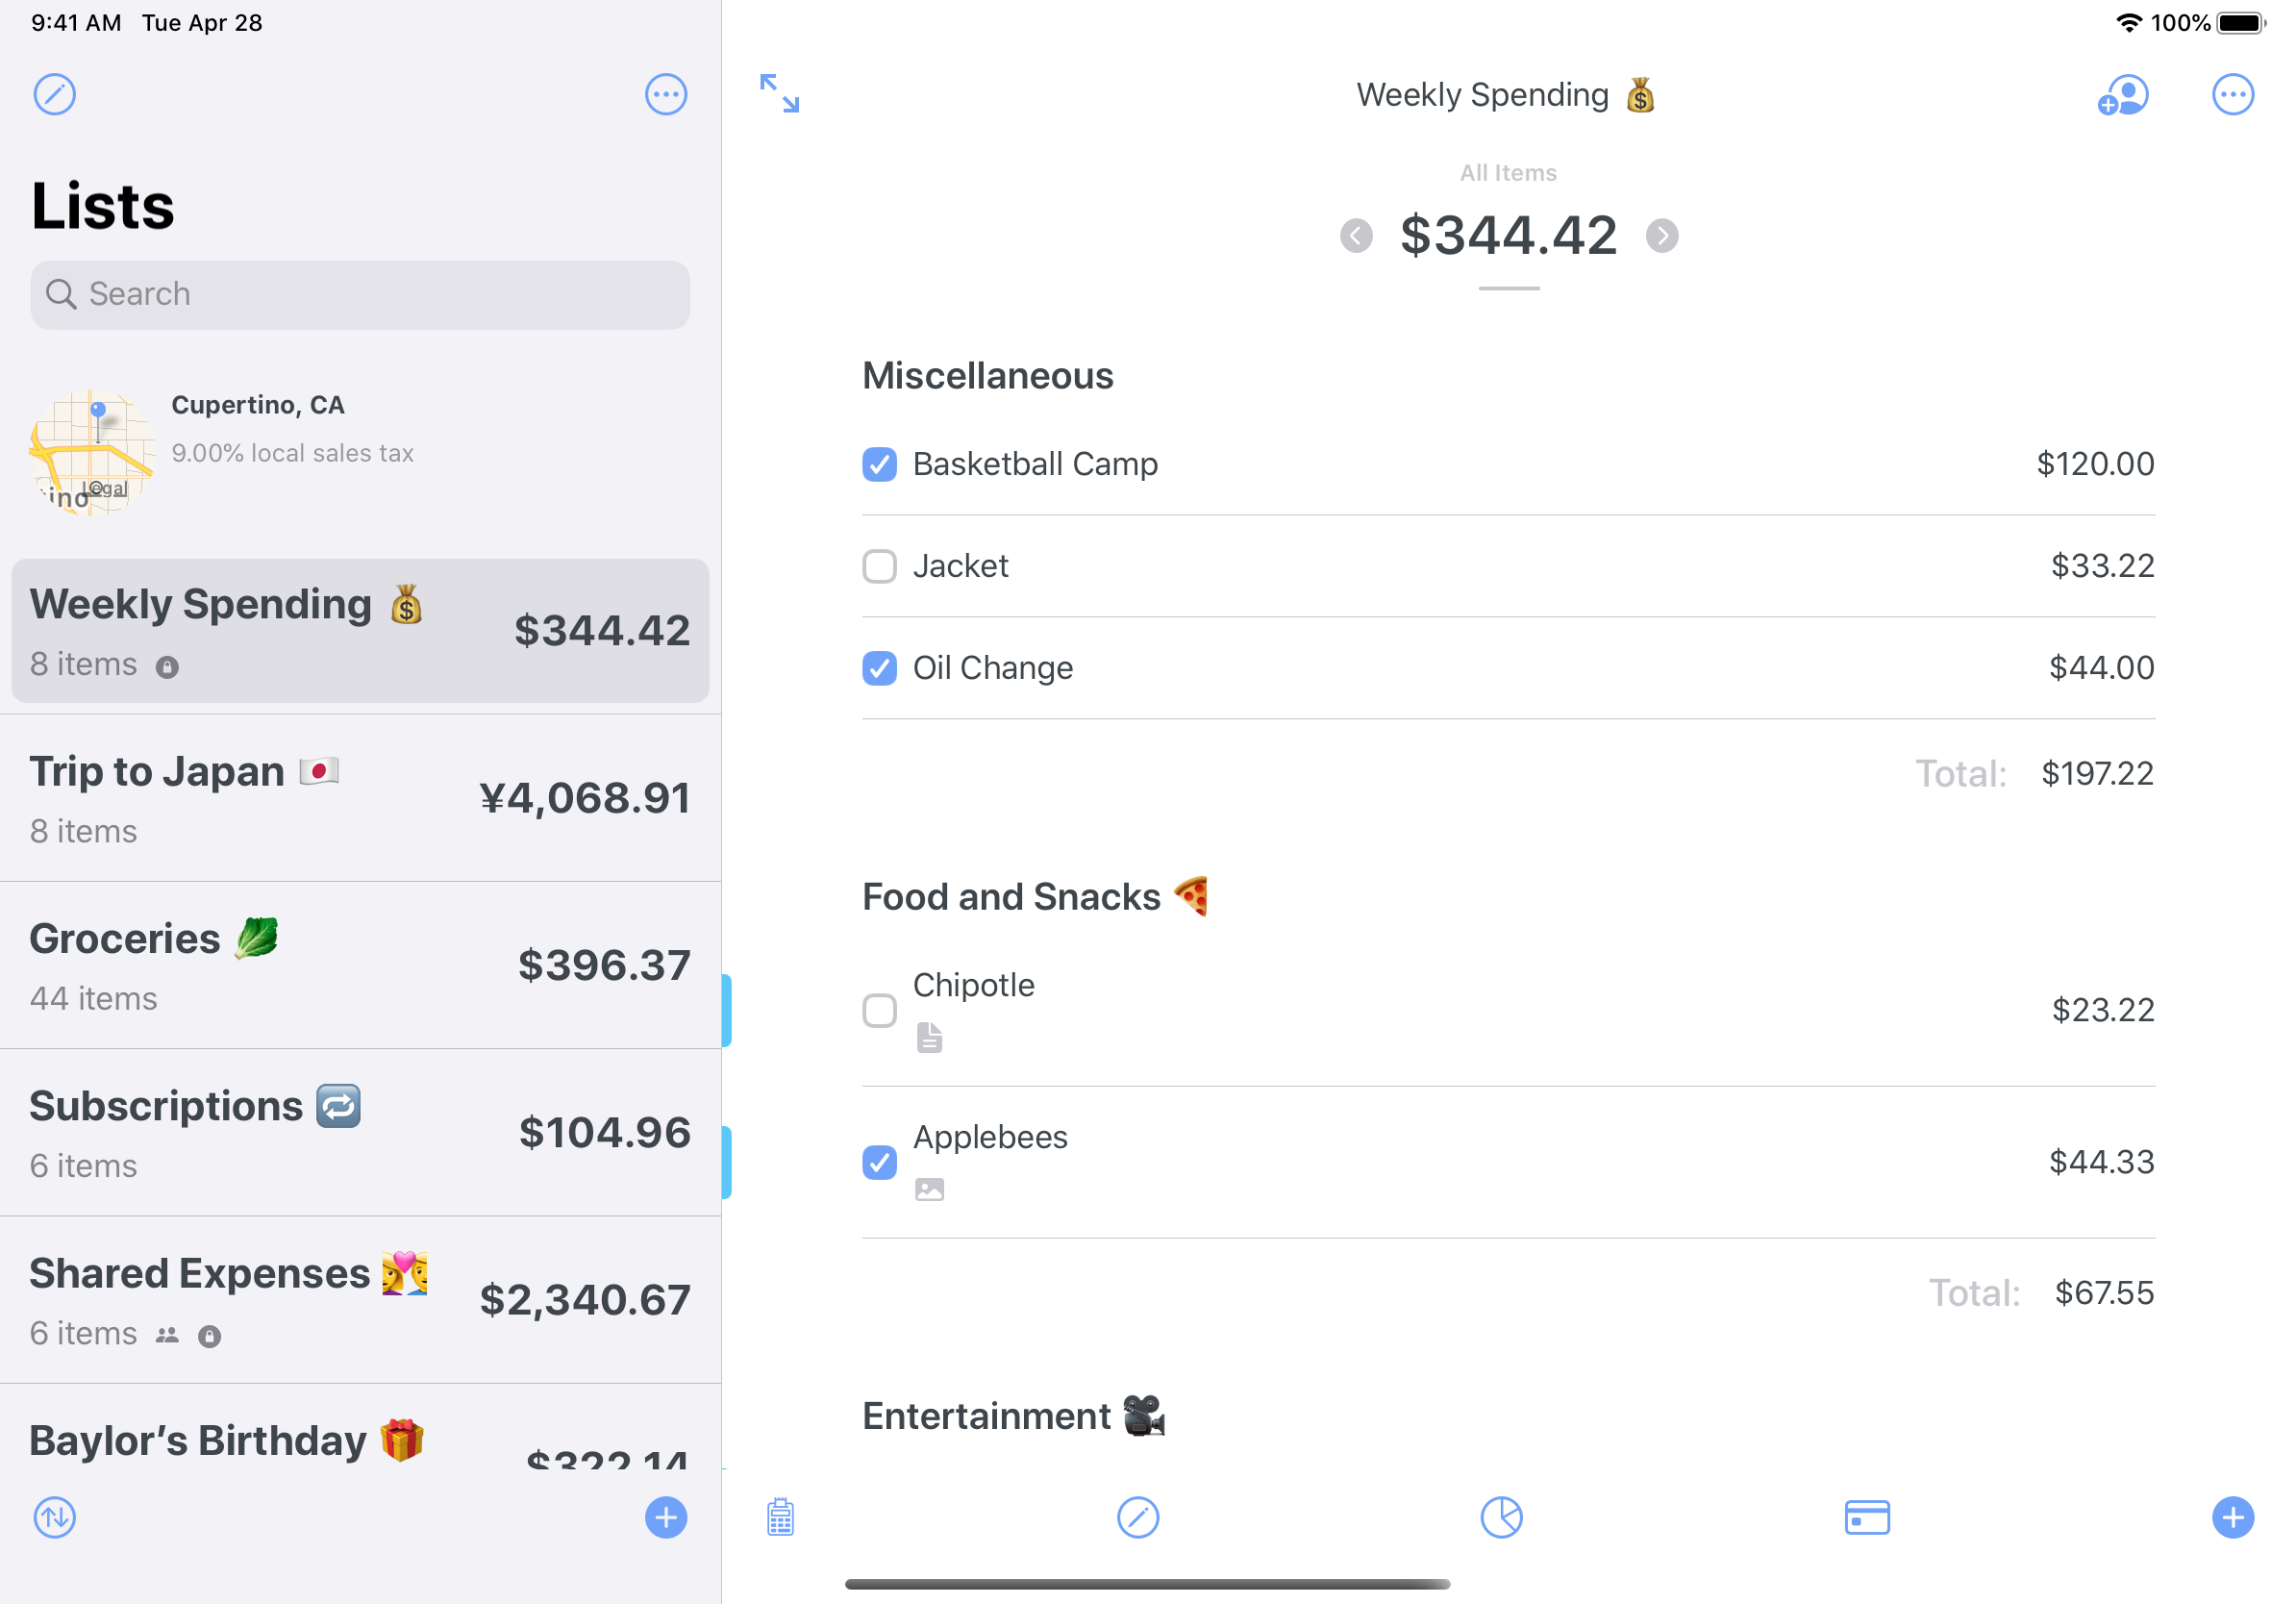 9:41 AM Tue Apr 28
100%
Lists
Search
Cupertino, CA
9.00% local sales tax
ino
Legal
Weekly Spending 💰
$344.42
8 items
Trip to Japan 🇯🇵
¥4,068.91
8 items
Groceries 🥬
$396.37
44 items
Subscriptions 🔁
$104.96
6 items
Shared Expenses 👩‍❤️‍👨
$2,340.67
6 items
Baylor’s Birthday 🎁
$322.14
Weekly Spending 💰
All Items
$344.42
Miscellaneous
Basketball Camp $120.00
Jacket $33.22
Oil Change $44.00
Total: $197.22
Food and Snacks 🍕
Chipotle
$23.22
Applebees
$44.33
Total: $67.55
Entertainment 🎥